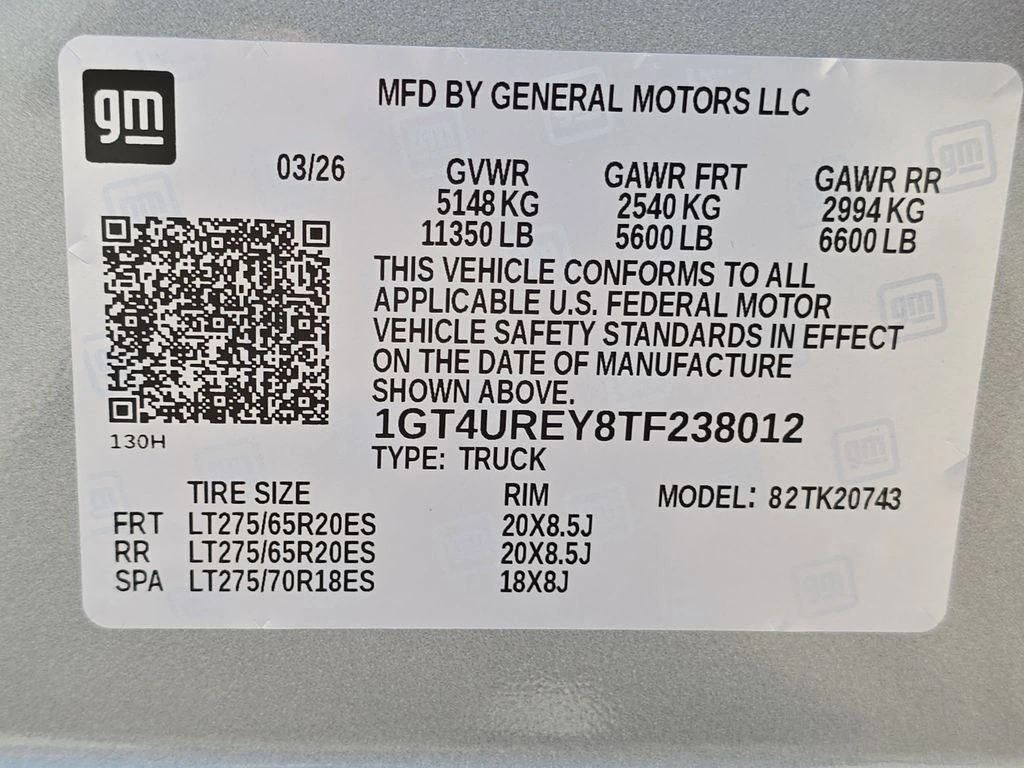 gm
MFD BY GENERAL MOTORS LLC
03/26 GVWR GAWR FRT GAWR RR
5148 KG 2540 KG 2994 KG
11350 LB 5600 LB 6600 LB
THIS VEHICLE CONFORMS TO ALL
APPLICABLE U.S. FEDERAL MOTOR
VEHICLE SAFETY STANDARDS IN EFFECT
ON THE DATE OF MANUFACTURE
SHOWN ABOVE.
1GT4UREY8TF238012
130H
TYPE: TRUCK
TIRE SIZE RIM MODEL: 82TK20743
FRT LT275/65R20ES 20X8.5J
RR LT275/65R20ES 20X8.5J
SPA LT275/70R18ES 18X8J